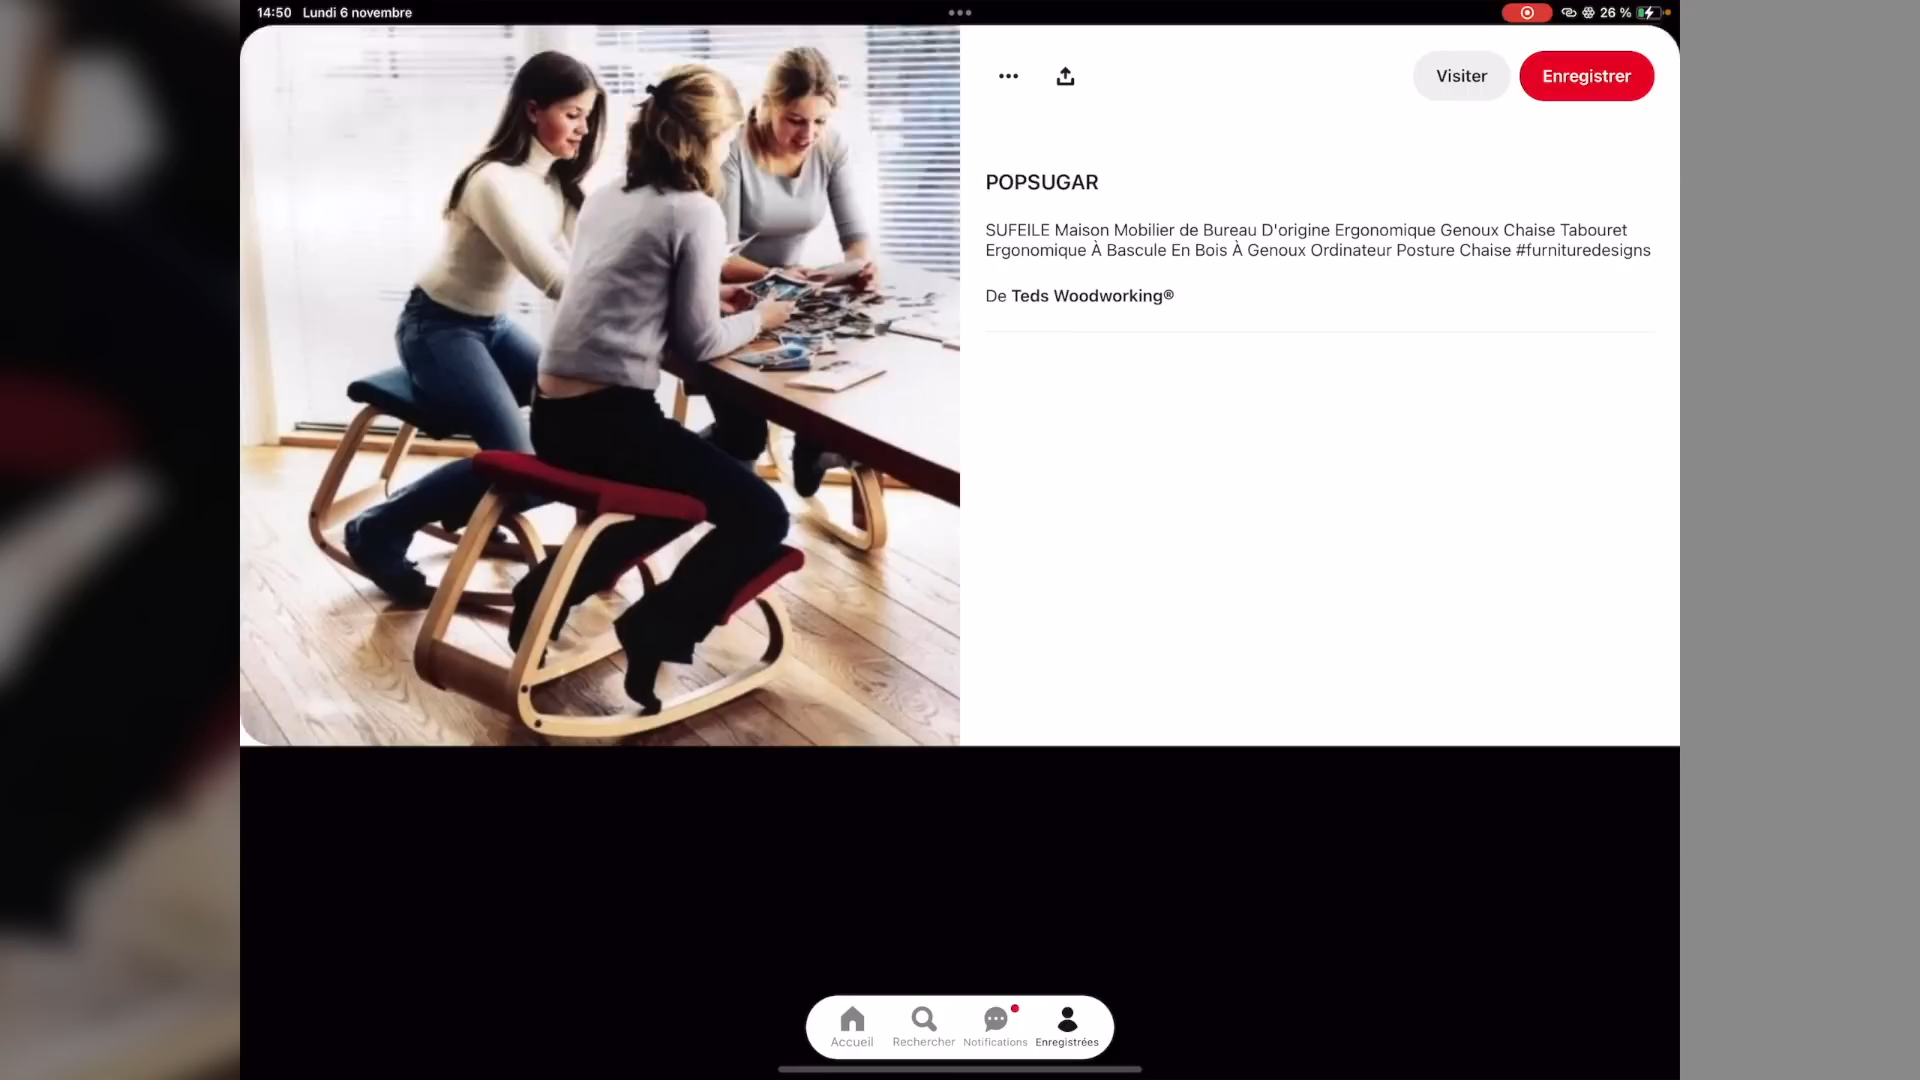 14:50 Lundi 6 novembre
26 %
Visiter
Enregistrer
POPSUGAR
SUFEILE Maison Mobilier de Bureau D'origine Ergonomique Genoux Chaise Tabouret
Ergonomique À Bascule En Bois À Genoux Ordinateur Posture Chaise #furnituredesigns
De Teds Woodworking®
Accueil
Rechercher
Notifications
Enregistrées